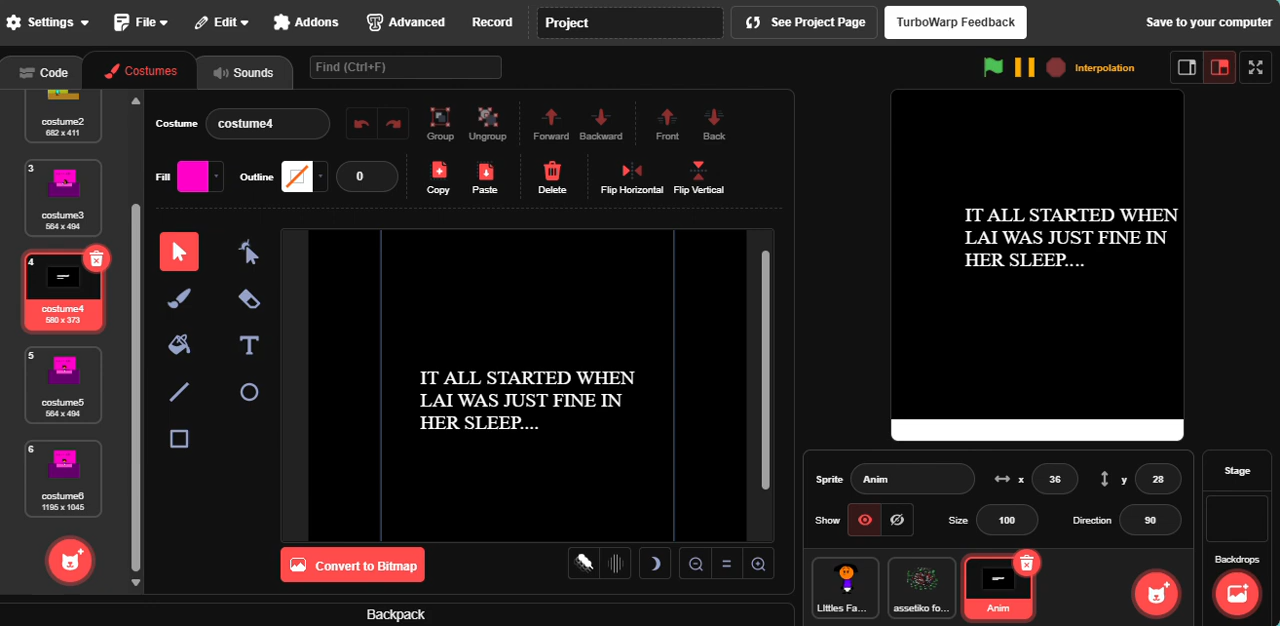 Settings File Edit Addons Advanced Record Project See Project Page TurboWarp Feedback Save to your computer
Code Costumes Sounds Find (Ctrl+F) Interpolation
costume2
682 x 411
3
costume3
564 x 494
4
costume4
580 x 373
5
costume5
564 x 494
6
costume6
1195 x 1045
Costume costume4 Group Ungroup Forward Backward Front Back
Fill Outline 0 Copy Paste Delete Flip Horizontal Flip Vertical
IT ALL STARTED WHEN
LAI WAS JUST FINE IN
HER SLEEP....
Convert to Bitmap
Backpack
IT ALL STARTED WHEN
LAI WAS JUST FINE IN
HER SLEEP....
Sprite Anim x 36 y 28
Show Size 100 Direction 90
LIttles Fa... assetiko fo... Anim
Stage
Backdrops